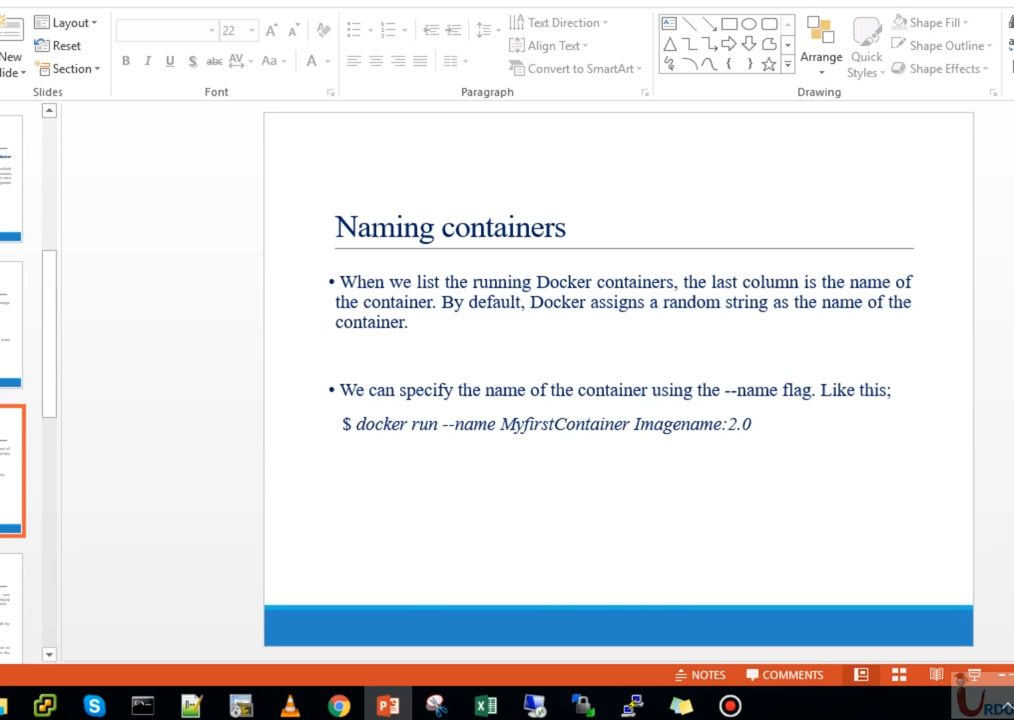 Layout
Text Direction
Shape Fill
22
Reset
Align Text
Shape Outline
New
Arrange
Quick
Slide
Section
B I U S abc AV Aa A
Convert to SmartArt
Styles
Shape Effects
Slides
Font
Paragraph
Drawing
Naming containers
• When we list the running Docker containers, the last column is the name of
the container. By default, Docker assigns a random string as the name of the
container.
• We can specify the name of the container using the --name flag. Like this;
$ docker run --name MyfirstContainer Imagename:2.0
NOTES
COMMENTS